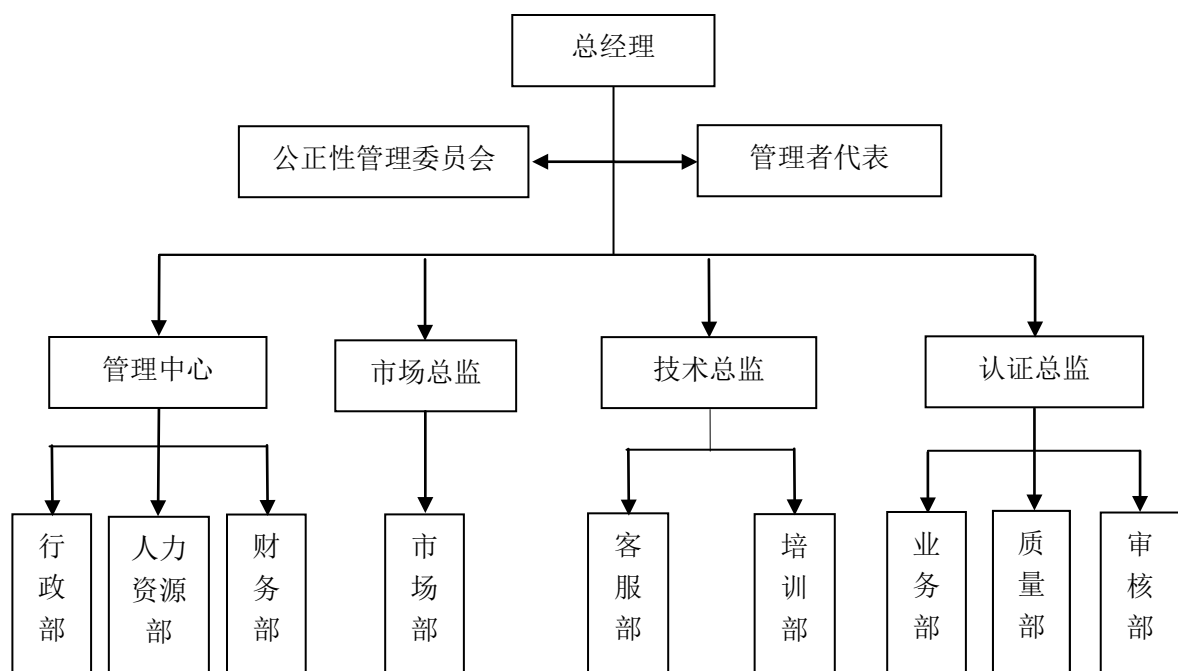 总经理
公正性管理委员会
管理者代表
管理中心
市场总监
技术总监
认证总监
行政部
人力资源部
财务部
市场部
客服部
培训部
业务部
质量部
审核部